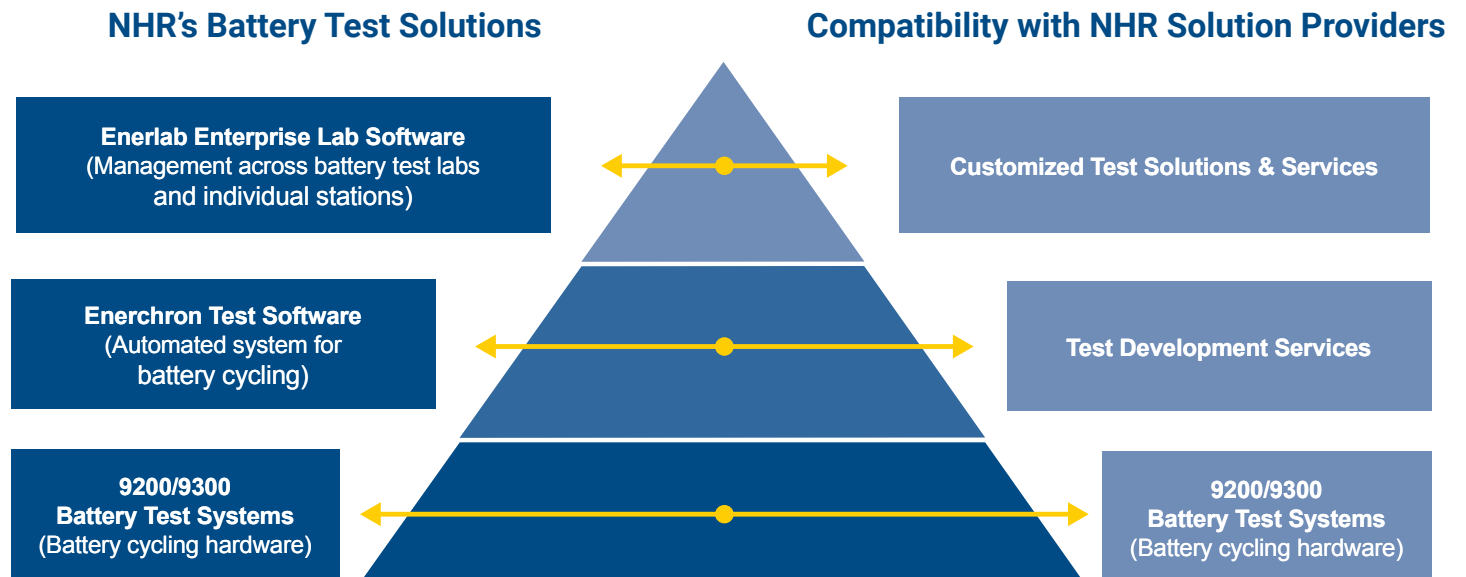 NHR's Battery Test Solutions
Compatibility with NHR Solution Providers
Enerlab Enterprise Lab Software
(Management across battery test labs
and individual stations)
Customized Test Solutions & Services
Enerchron Test Software
(Automated system for
battery cycling)
Test Development Services
9200/9300
Battery Test Systems
(Battery cycling hardware)
9200/9300
Battery Test Systems
(Battery cycling hardware)